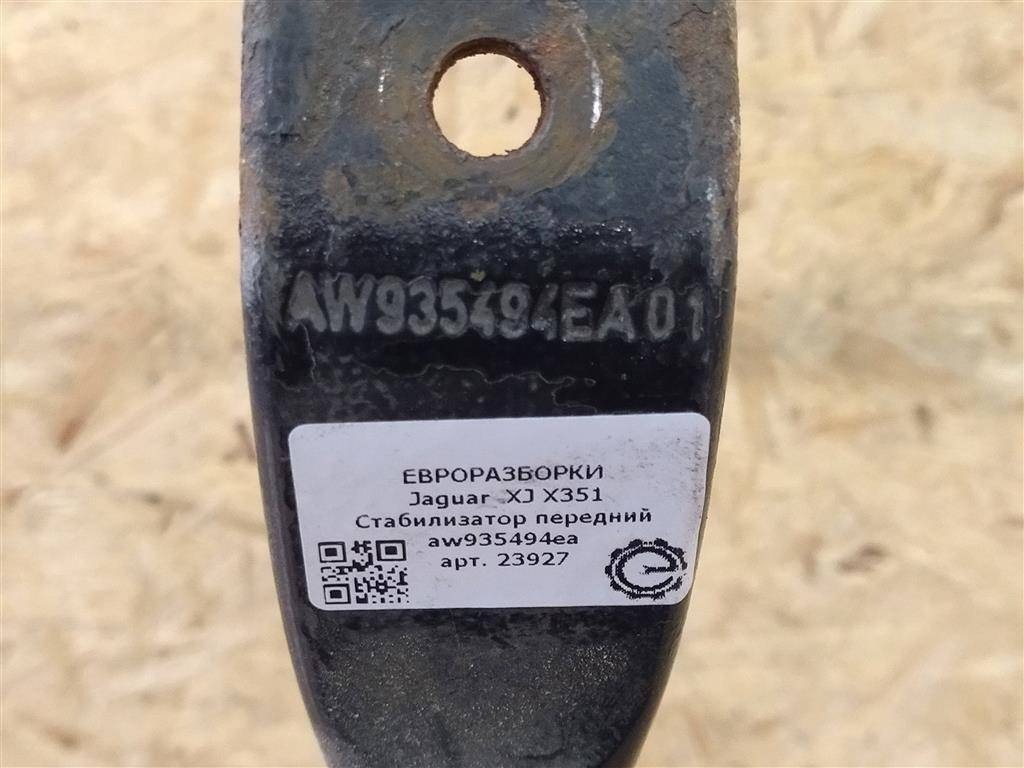 AW935494EA01
ЕВРОРАЗБОРКИ
Jaguar XJ X351
Стабилизатор передний
aw935494ea
арт. 23927